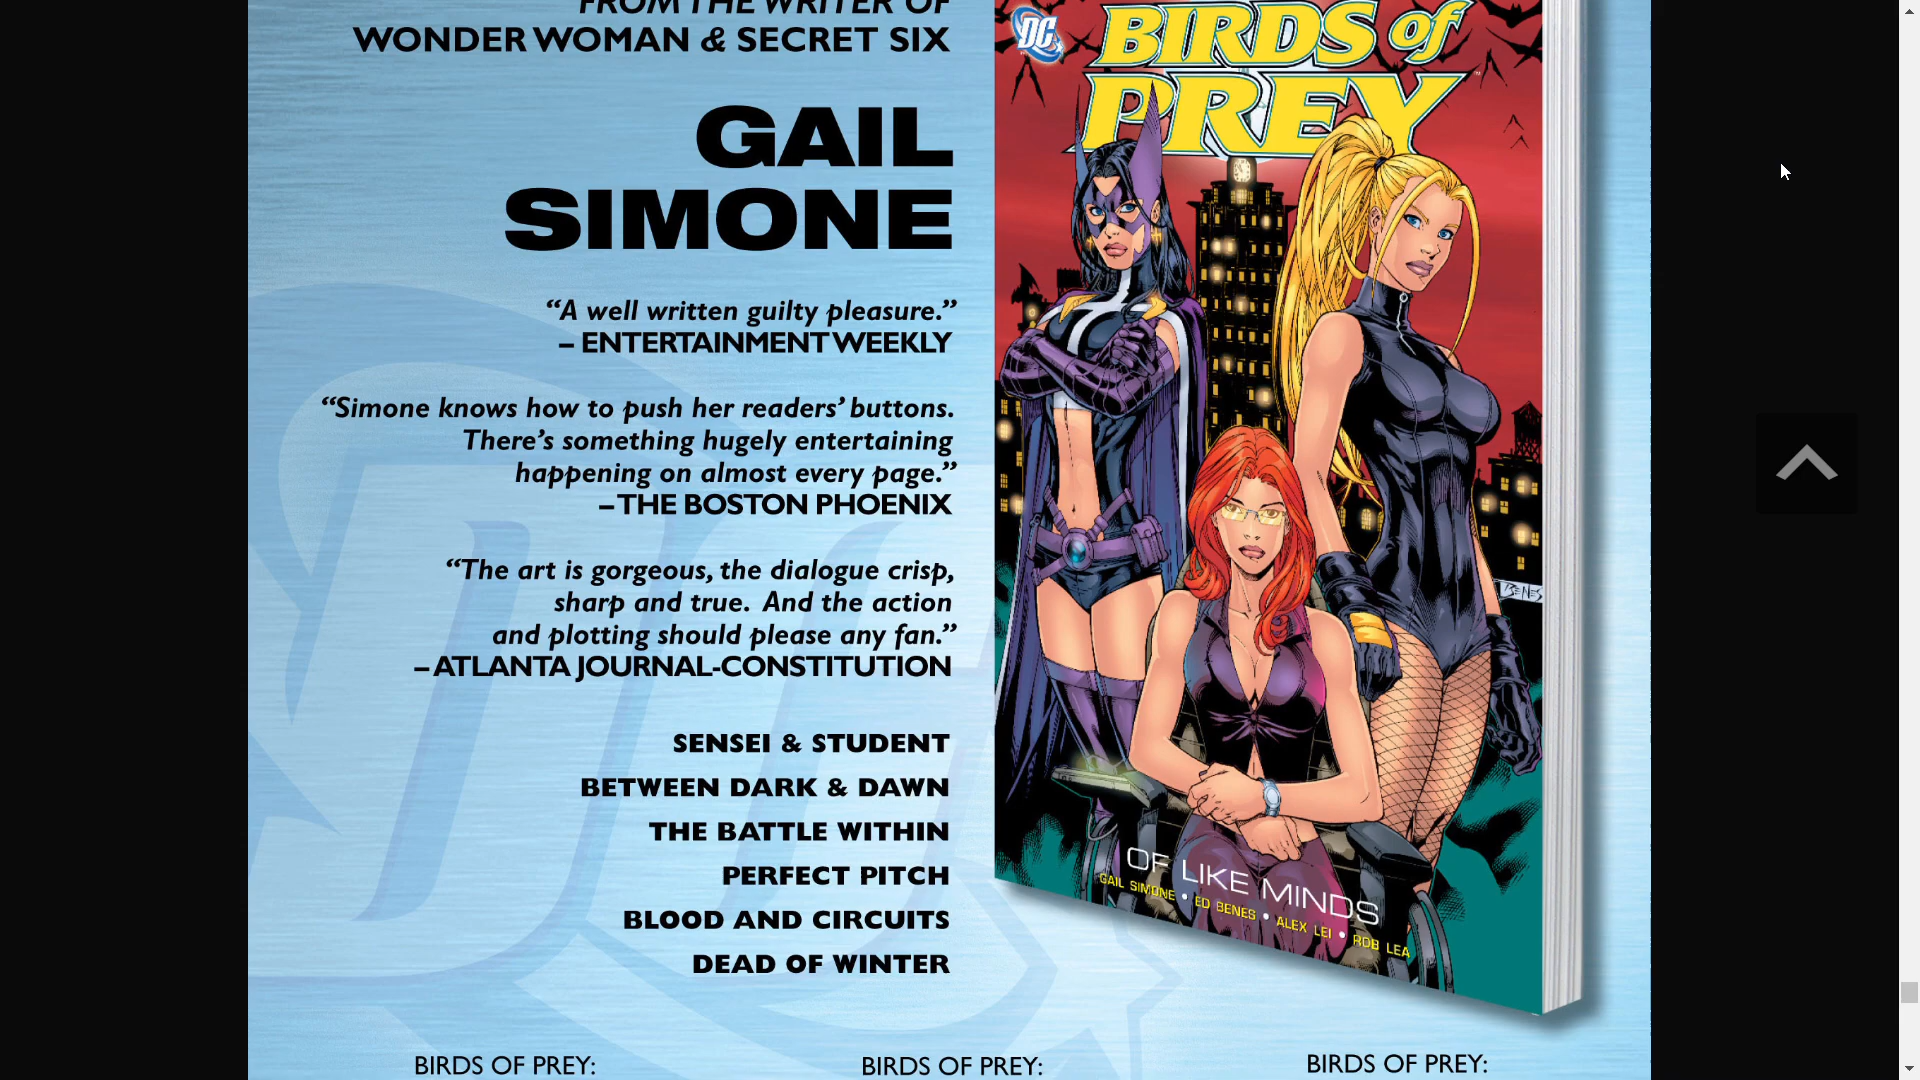 FROM THE WRITER OF
WONDER WOMAN & SECRET SIX
GAIL
SIMONE
“A well written guilty pleasure.”
– ENTERTAINMENT WEEKLY
“Simone knows how to push her readers’ buttons.
There’s something hugely entertaining
happening on almost every page.”
– THE BOSTON PHOENIX
“The art is gorgeous, the dialogue crisp,
sharp and true. And the action
and plotting should please any fan.”
– ATLANTA JOURNAL-CONSTITUTION
SENSEI & STUDENT
BETWEEN DARK & DAWN
THE BATTLE WITHIN
PERFECT PITCH
BLOOD AND CIRCUITS
DEAD OF WINTER
DC
BIRDS of
PREY
™
BENES
OF LIKE MINDS
GAIL SIMONE • ED BENES • ALEX LEI • ROB LEA
BIRDS OF PREY:
BIRDS OF PREY:
BIRDS OF PREY: